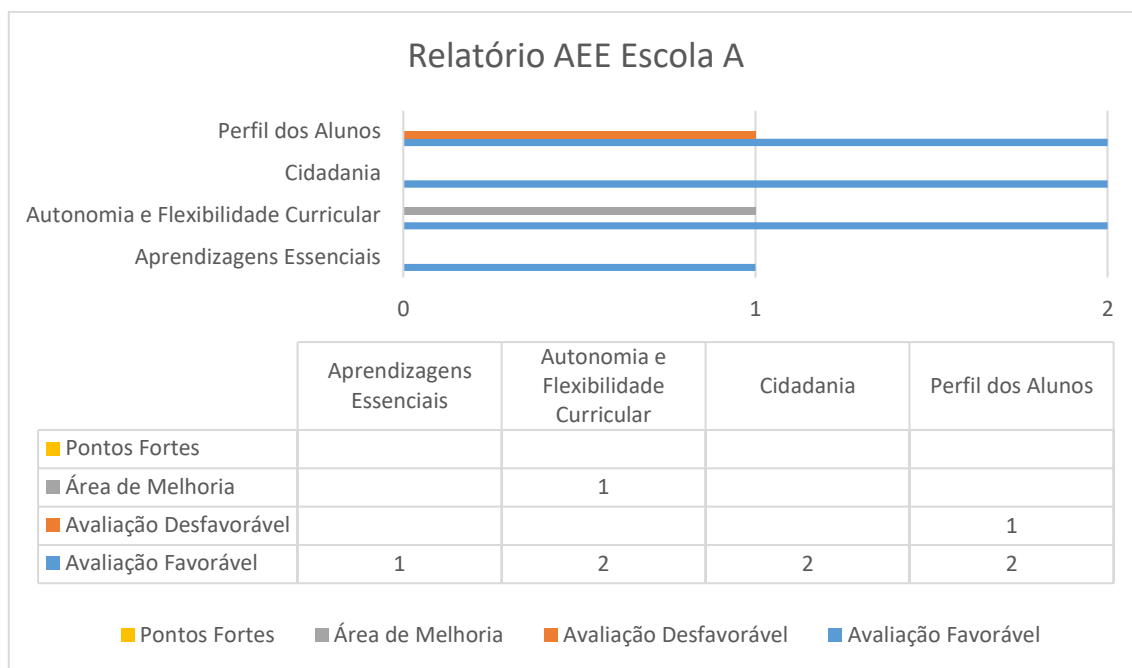 Relatório AEE Escola A
Perfil dos Alunos
Cidadania
Autonomia e Flexibilidade Curricular
Aprendizagens Essenciais
0 1 2
Aprendizagens
Essenciais
Autonomia e
Flexibilidade
Curricular
Cidadania
Perfil dos Alunos
Pontos Fortes
Área de Melhoria 1
Avaliação Desfavorável 1
Avaliação Favorável 1 2 2 2
Pontos Fortes Área de Melhoria Avaliação Desfavorável Avaliação Favorável